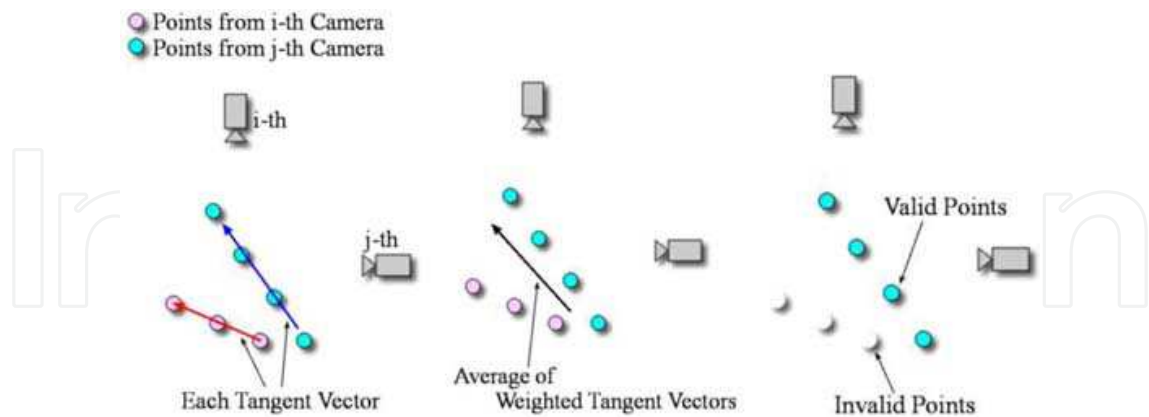 Points from i-th Camera
Points from j-th Camera
i-th
j-th
Each Tangent Vector
Average of
Weighted Tangent Vectors
Valid Points
Invalid Points
In
n